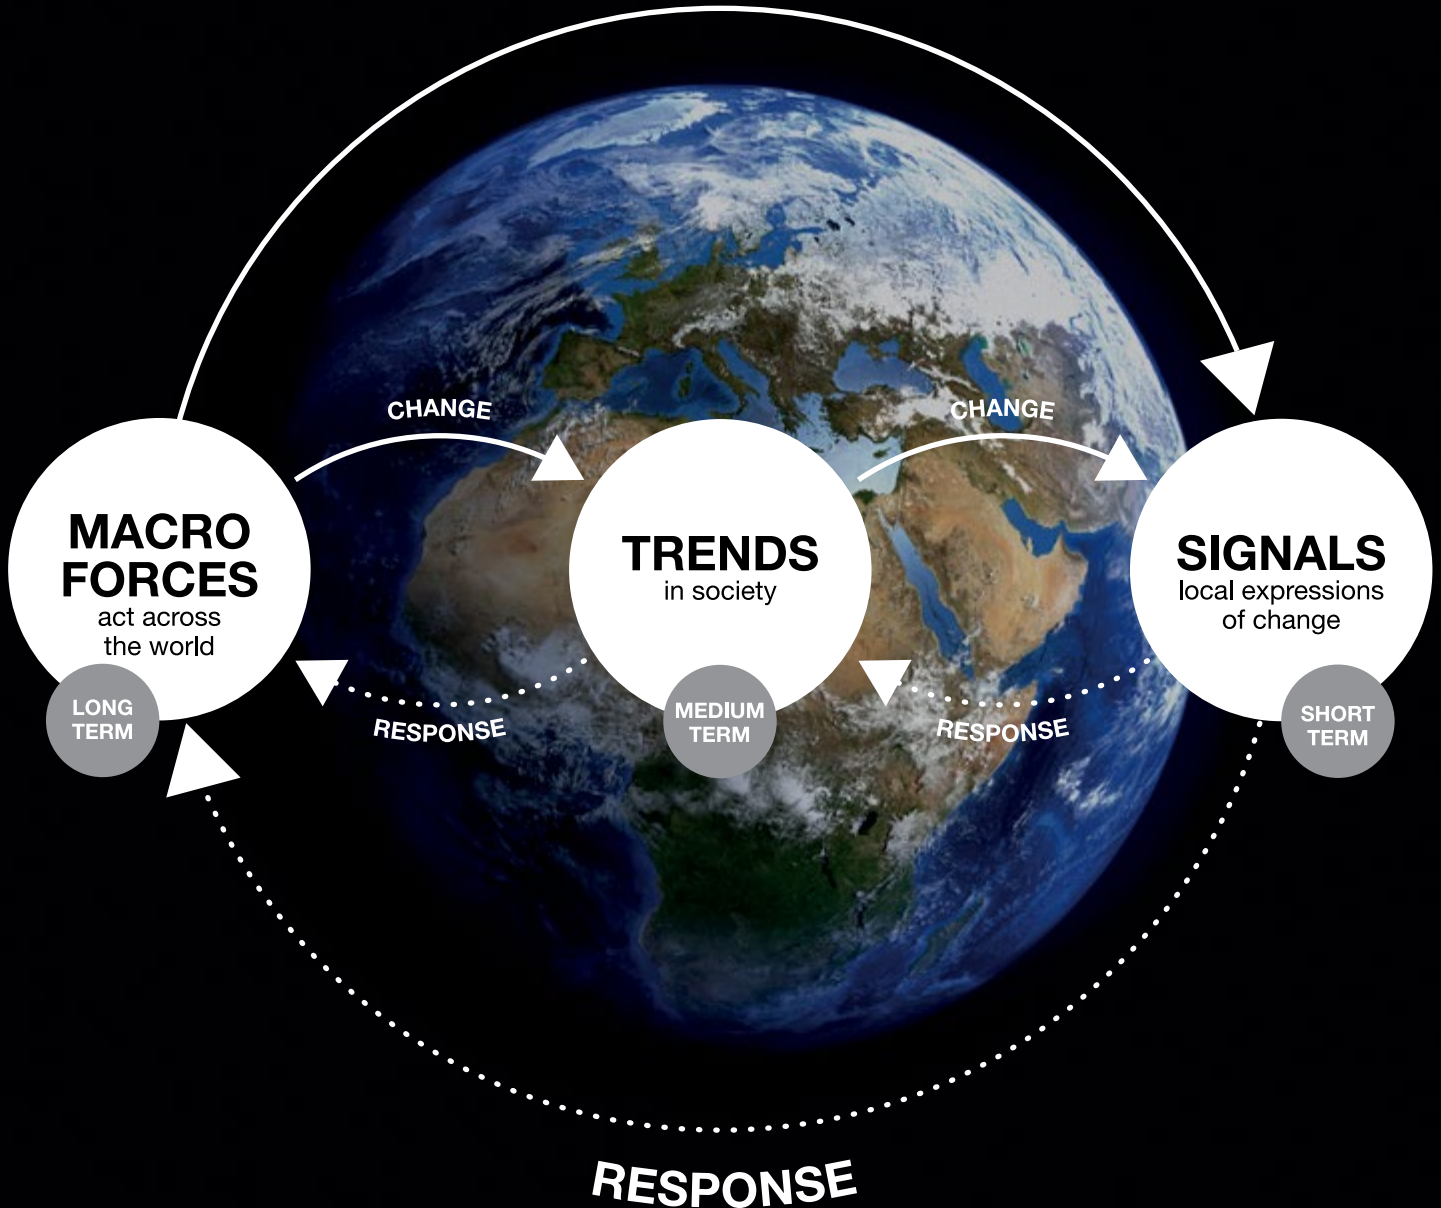 CHANGE
CHANGE
MACRO
FORCES
act across
the world
TRENDS
in society
SIGNALS
local expressions
of change
LONG
TERM
RESPONSE
MEDIUM
TERM
RESPONSE
SHORT
TERM
RESPONSE